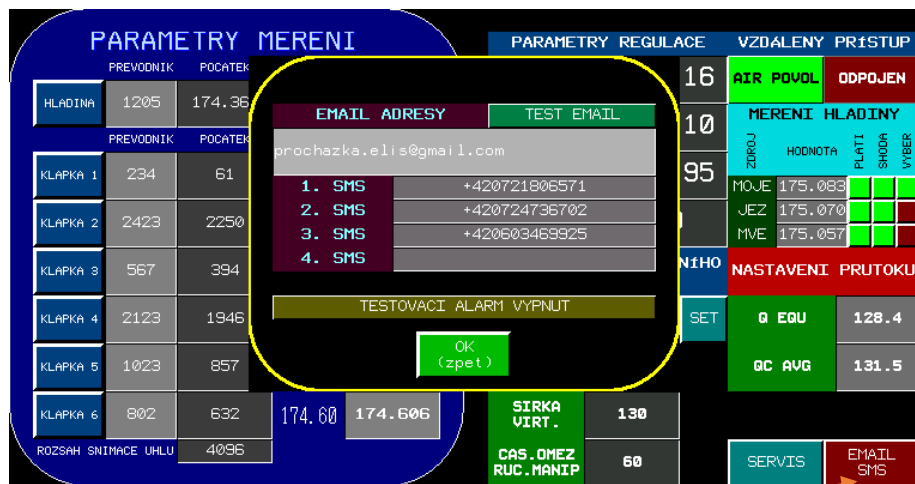 PARAMETRY MERENI
PARAMETRY REGULACE
VZDáLENY PRíSTUP
PREVODNIK
HLADINA 1205 174.36
16
AIR POVOL
ODPOJEN
EMAIL ADRESY
TEST EMAIL
10
MERENI HLADINY
PREVODNIK
ZDROJ
HODNOTA
PLATI
SHODA
VYBER
prochazka.elis@gmail.com
KLAPKA 1 234 61
95
1. SMS +420721806571
MOJE 175.083
2. SMS +420724736702
JEZ 175.070
KLAPKA 2 2423 2250
3. SMS +420603469925
MVE 175.057
4. SMS
KLAPKA 3 567 394
NASTAVENI PRUTOKU
TESTOVACI ALARM VYPNUT
KLAPKA 4 2123 1946
SET
Q EQU 128.4
OK
(zpet)
KLAPKA 5 1023 857
QC AVG 131.5
KLAPKA 6 802 632
174.60 174.606
SIRKA
VIRT.
130
ROZSAH SNIMACE UHLU 4096
CAS.OMEZ
RUC.MANIP
60
SERVIS
EMAIL
SMS